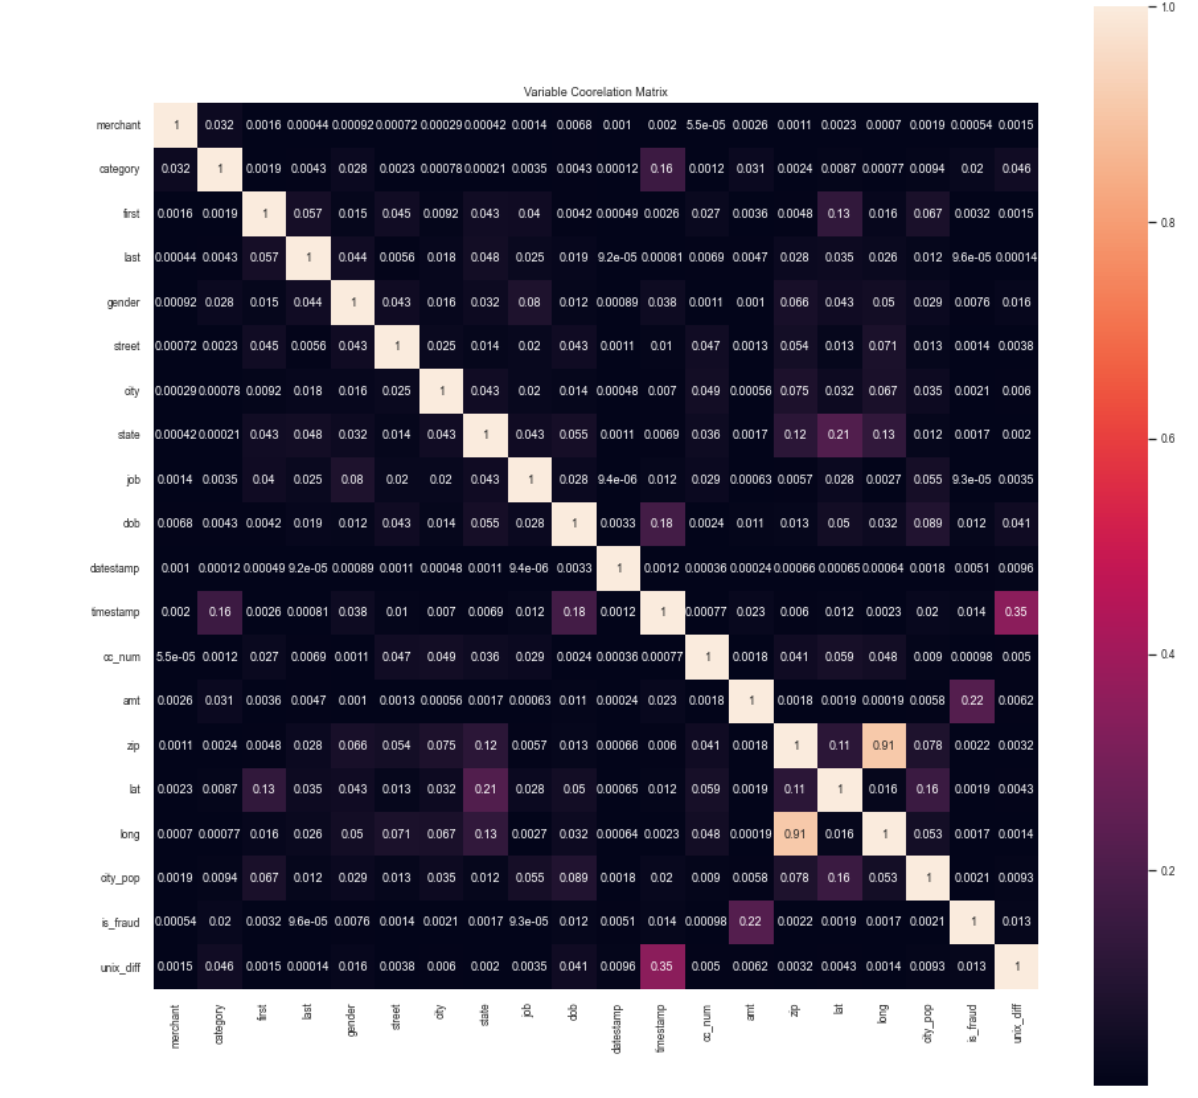 1.0
Variable Coorelation Matrix
merchant 1 0.032 0.0016 0.00044 0.00092 0.00072 0.00029 0.00042 0.0014 0.0068 0.001 0.002 5.5e-05 0.0026 0.0011 0.0023 0.0007 0.0019 0.00054 0.0015
category 0.032 1 0.0019 0.0043 0.028 0.0023 0.00078 0.00021 0.0035 0.0043 0.00012 0.16 0.0012 0.031 0.0024 0.0087 0.00077 0.0094 0.02 0.046
first 0.0016 0.0019 1 0.057 0.015 0.045 0.0092 0.043 0.04 0.0042 0.00049 0.0026 0.027 0.0036 0.0048 0.13 0.016 0.067 0.0032 0.0015
0.8
last 0.00044 0.0043 0.057 1 0.044 0.0056 0.018 0.048 0.025 0.019 9.2e-05 0.00081 0.0069 0.0047 0.028 0.035 0.026 0.012 9.6e-05 0.00014
gender 0.00092 0.028 0.015 0.044 1 0.043 0.016 0.032 0.08 0.012 0.00089 0.038 0.0011 0.001 0.066 0.043 0.05 0.029 0.0076 0.016
street 0.00072 0.0023 0.045 0.0056 0.043 1 0.025 0.014 0.02 0.043 0.0011 0.01 0.047 0.0013 0.054 0.013 0.071 0.013 0.0014 0.0038
city 0.00029 0.00078 0.0092 0.018 0.016 0.025 1 0.043 0.02 0.014 0.00048 0.007 0.049 0.00056 0.075 0.032 0.067 0.035 0.0021 0.006
state 0.00042 0.00021 0.043 0.048 0.032 0.014 0.043 1 0.043 0.055 0.0011 0.0069 0.036 0.0017 0.12 0.21 0.13 0.012 0.0017 0.002
0.6
job 0.0014 0.0035 0.04 0.025 0.08 0.02 0.02 0.043 1 0.028 9.4e-06 0.012 0.029 0.00063 0.0057 0.028 0.0027 0.055 9.3e-05 0.0035
dob 0.0068 0.0043 0.0042 0.019 0.012 0.043 0.014 0.055 0.028 1 0.0033 0.18 0.0024 0.011 0.013 0.05 0.032 0.089 0.012 0.041
datestamp 0.001 0.00012 0.00049 9.2e-05 0.00089 0.0011 0.00048 0.0011 9.4e-06 0.0033 1 0.0012 0.00036 0.00024 0.00066 0.00065 0.00064 0.0018 0.0051 0.0096
timestamp 0.002 0.16 0.0026 0.00081 0.038 0.01 0.007 0.0069 0.012 0.18 0.0012 1 0.00077 0.023 0.006 0.012 0.0023 0.02 0.014 0.35
cc_num 5.5e-05 0.0012 0.027 0.0069 0.0011 0.047 0.049 0.036 0.029 0.0024 0.00036 0.00077 1 0.0018 0.041 0.059 0.048 0.009 0.00098 0.005
0.4
amt 0.0026 0.031 0.0036 0.0047 0.001 0.0013 0.00056 0.0017 0.00063 0.011 0.00024 0.023 0.0018 1 0.0018 0.0019 0.00019 0.0058 0.22 0.0062
zip 0.0011 0.0024 0.0048 0.028 0.066 0.054 0.075 0.12 0.0057 0.013 0.00066 0.006 0.041 0.0018 1 0.11 0.91 0.078 0.0022 0.0032
lat 0.0023 0.0087 0.13 0.035 0.043 0.013 0.032 0.21 0.028 0.05 0.00065 0.012 0.059 0.0019 0.11 1 0.016 0.16 0.0019 0.0043
long 0.0007 0.00077 0.016 0.026 0.05 0.071 0.067 0.13 0.0027 0.032 0.00064 0.0023 0.048 0.00019 0.91 0.016 1 0.053 0.0017 0.0014
0.2
city_pop 0.0019 0.0094 0.067 0.012 0.029 0.013 0.035 0.012 0.055 0.089 0.0018 0.02 0.009 0.0058 0.078 0.16 0.053 1 0.0021 0.0093
is_fraud 0.00054 0.02 0.0032 9.6e-05 0.0076 0.0014 0.0021 0.0017 9.3e-05 0.012 0.0051 0.014 0.00098 0.22 0.0022 0.0019 0.0017 0.0021 1 0.013
unix_diff 0.0015 0.046 0.0015 0.00014 0.016 0.0038 0.006 0.002 0.0035 0.041 0.0096 0.35 0.005 0.0062 0.0032 0.0043 0.0014 0.0093 0.013 1
merchant category first last gender street city state job dob datestamp timestamp cc_num amt zip lat long city_pop is_fraud unix_diff